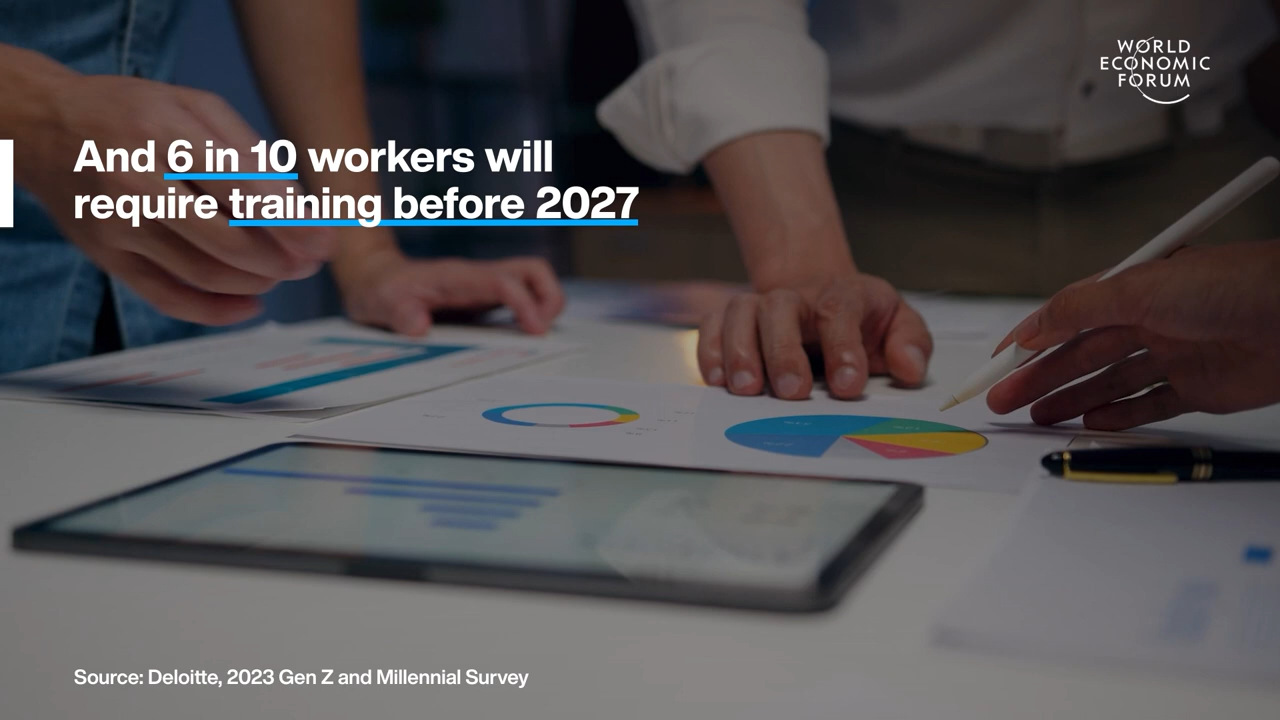 WORLD
ECONOMIC
FORUM
And 6 in 10 workers will
require training before 2027
Source: Deloitte, 2023 Gen Z and Millennial Survey